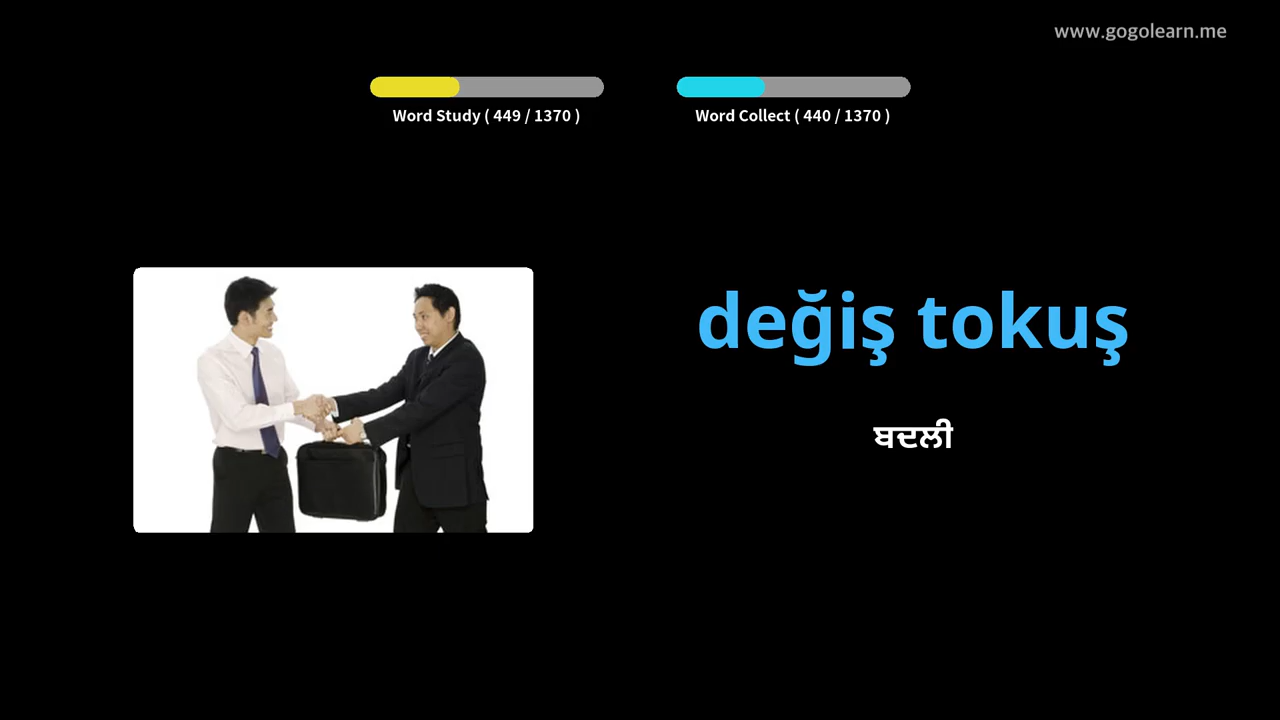 www.gogolearn.me
Word Study ( 449 / 1370 )
Word Collect ( 440 / 1370 )
değiş tokuş
ਬਦਲੀ